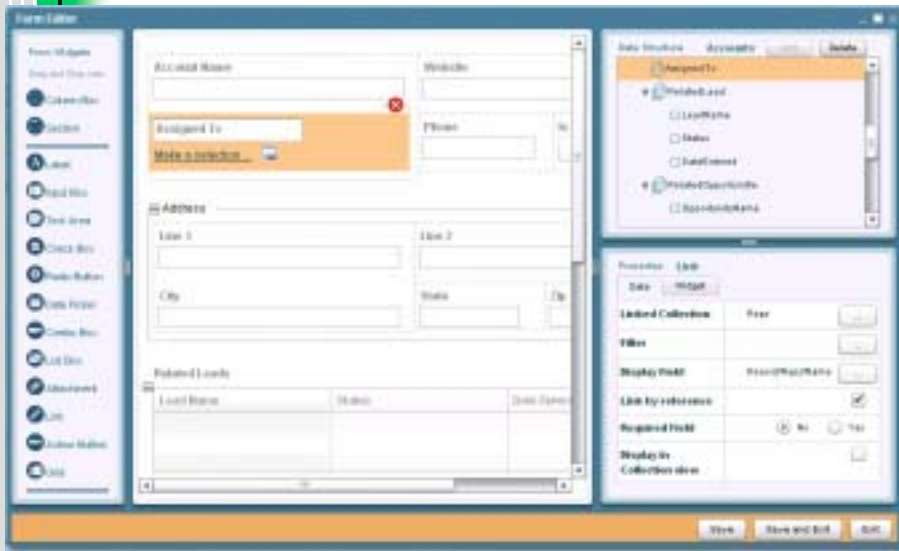 Form Editor
Form Widgets
Column Box
Section
Label
Input Box
Text Area
Check Box
Radio Button
Date Picker
Combo Box
List Box
Attachment
Link
Action Button
Grid
Account Name
Website
Assigned To
Make a selection...
Phone
Address
Line 1
Line 2
City
State
Zip
Related Leads
Lead Name
Status
Data Structure Accounts Delete
AssignedTo
RelatedLead
LeadName
Status
DateEntered
RelatedOpportunity
OpportunityName
Properties Link
Data Widget
Linked Collection
Filter
Display Field
Link by reference
Required Field No Yes
Display in
Collection view
Save Save and Exit Exit